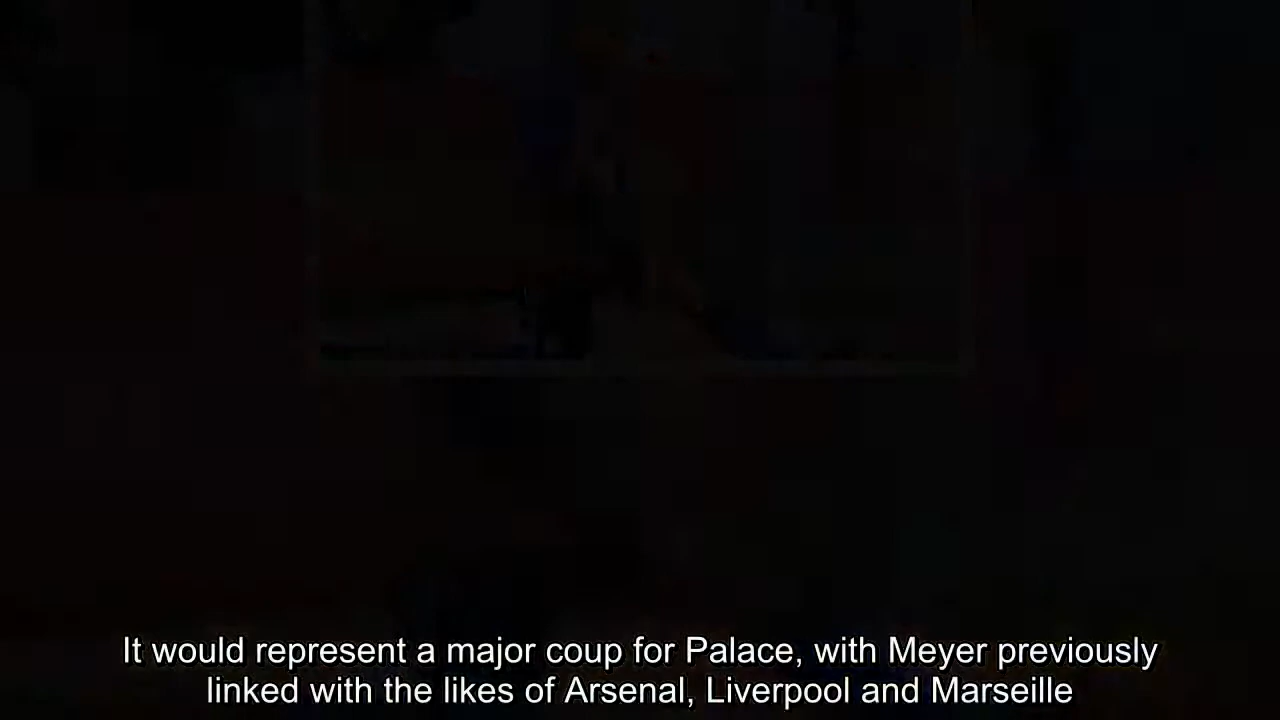 It would represent a major coup for Palace, with Meyer previously
linked with the likes of Arsenal, Liverpool and Marseille